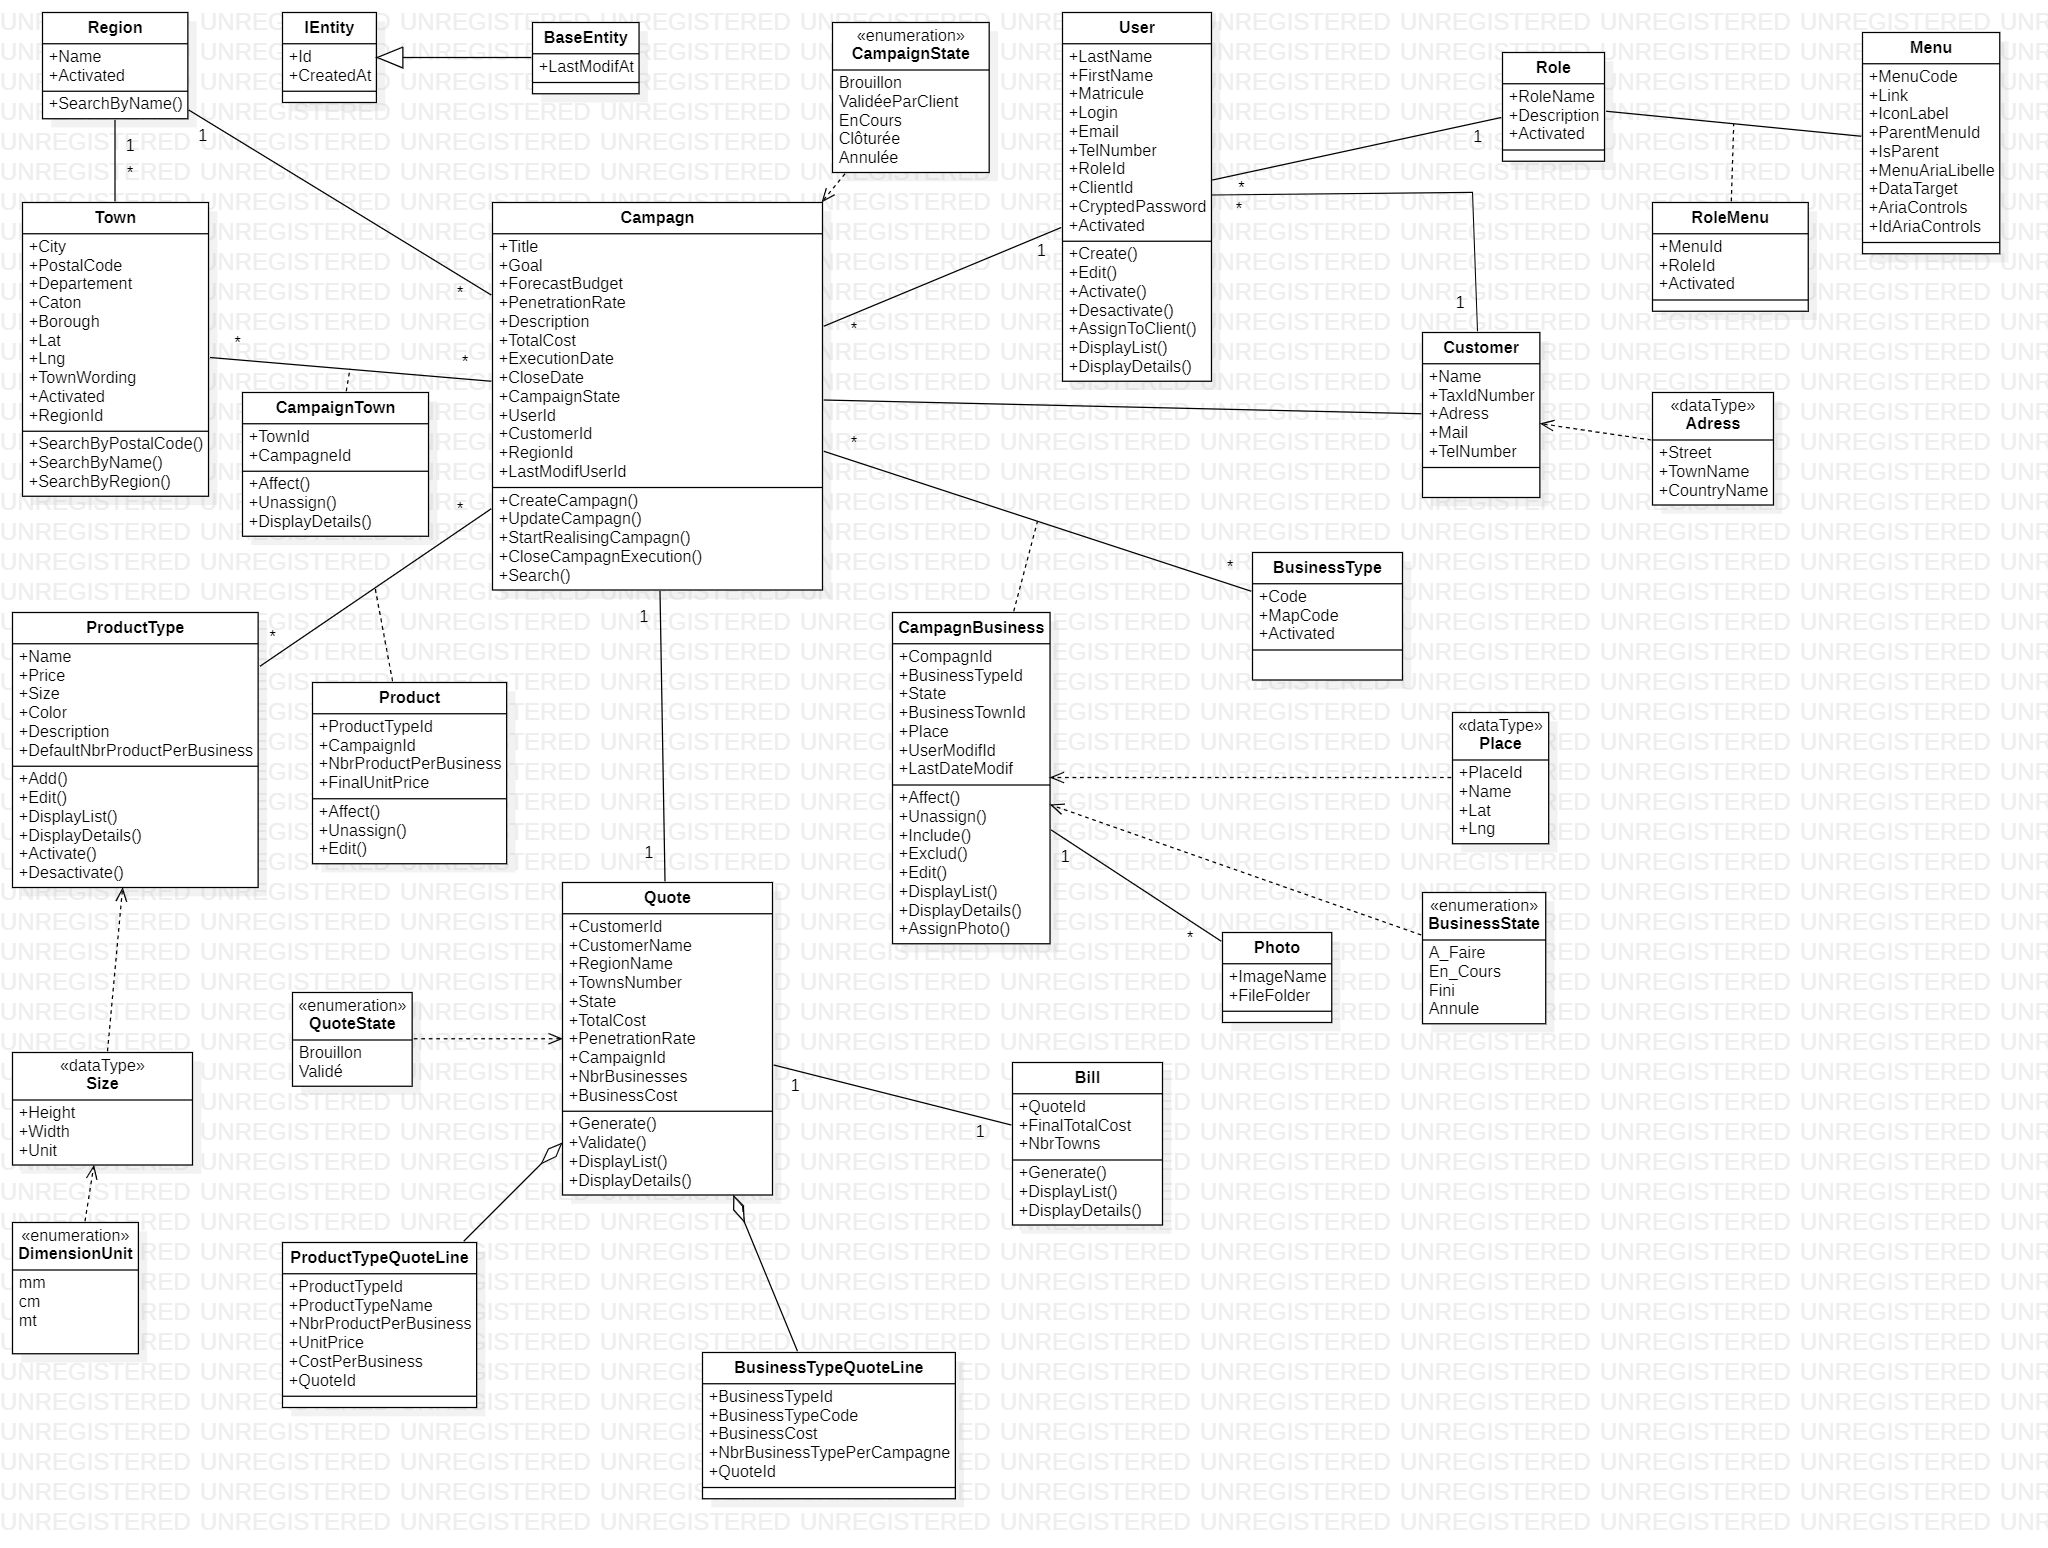 Region
+Name
+Activated
+SearchByName()
IEntity
+Id
+CreatedAt
BaseEntity
+LastModifAt
«enumeration»
CampaignState
Brouillon
ValidéeParClient
EnCours
Clôturée
Annulée
User
+LastName
+FirstName
+Matricule
+Login
+Email
+TelNumber
+RoleId
+ClientId
+CryptedPassword
+Activated
+Create()
+Edit()
+Activate()
+Desactivate()
+AssignToClient()
+DisplayList()
+DisplayDetails()
Role
+RoleName
+Description
+Activated
Menu
+MenuCode
+Link
+IconLabel
+ParentMenuId
+IsParent
+MenuAriaLibelle
+DataTarget
+AriaControls
+IdAriaControls
RoleMenu
+MenuId
+RoleId
+Activated
1
*
1
*
1
*
*
1
1
*
Town
+City
+PostalCode
+Departement
+Caton
+Borough
+Lat
+Lng
+TownWording
+Activated
+RegionId
+SearchByPostalCode()
+SearchByName()
+SearchByRegion()
*
*
CampaignTown
+TownId
+CampagneId
+Affect()
+Unassign()
+DisplayDetails()
Campagn
+Title
+Goal
+ForecastBudget
+PenetrationRate
+Description
+TotalCost
+ExecutionDate
+CloseDate
+CampaignState
+UserId
+CustomerId
+RegionId
+LastModifUserId
+CreateCampagn()
+UpdateCampagn()
+StartRealisingCampagn()
+CloseCampagnExecution()
+Search()
Customer
+Name
+TaxIdNumber
+Adress
+Mail
+TelNumber
«dataType»
Adress
+Street
+TownName
+CountryName
*
*
BusinessType
+Code
+MapCode
+Activated
*
*
ProductType
+Name
+Price
+Size
+Color
+Description
+DefaultNbrProductPerBusiness
+Add()
+Edit()
+DisplayList()
+DisplayDetails()
+Activate()
+Desactivate()
Product
+ProductTypeId
+CampaignId
+NbrProductPerBusiness
+FinalUnitPrice
+Affect()
+Unassign()
+Edit()
1
1
CampagnBusiness
+CompagnId
+BusinessTypeId
+State
+BusinessTownId
+Place
+UserModifId
+LastDateModif
+Affect()
+Unassign()
+Include()
+Exclud()
+Edit()
+DisplayList()
+DisplayDetails()
+AssignPhoto()
«dataType»
Place
+PlaceId
+Name
+Lat
+Lng
1
*
Photo
+ImageName
+FileFolder
«enumeration»
BusinessState
A_Faire
En_Cours
Fini
Annule
Quote
+CustomerId
+CustomerName
+RegionName
+TownsNumber
+State
+TotalCost
+PenetrationRate
+CampaignId
+NbrBusinesses
+BusinessCost
+Generate()
+Validate()
+DisplayList()
+DisplayDetails()
«enumeration»
QuoteState
Brouillon
Validé
1
1
Bill
+QuoteId
+FinalTotalCost
+NbrTowns
+Generate()
+DisplayList()
+DisplayDetails()
«dataType»
Size
+Height
+Width
+Unit
«enumeration»
DimensionUnit
mm
cm
mt
ProductTypeQuoteLine
+ProductTypeId
+ProductTypeName
+NbrProductPerBusiness
+UnitPrice
+CostPerBusiness
+QuoteId
BusinessTypeQuoteLine
+BusinessTypeId
+BusinessTypeCode
+BusinessCost
+NbrBusinessTypePerCampagne
+QuoteId
UNREGISTERED